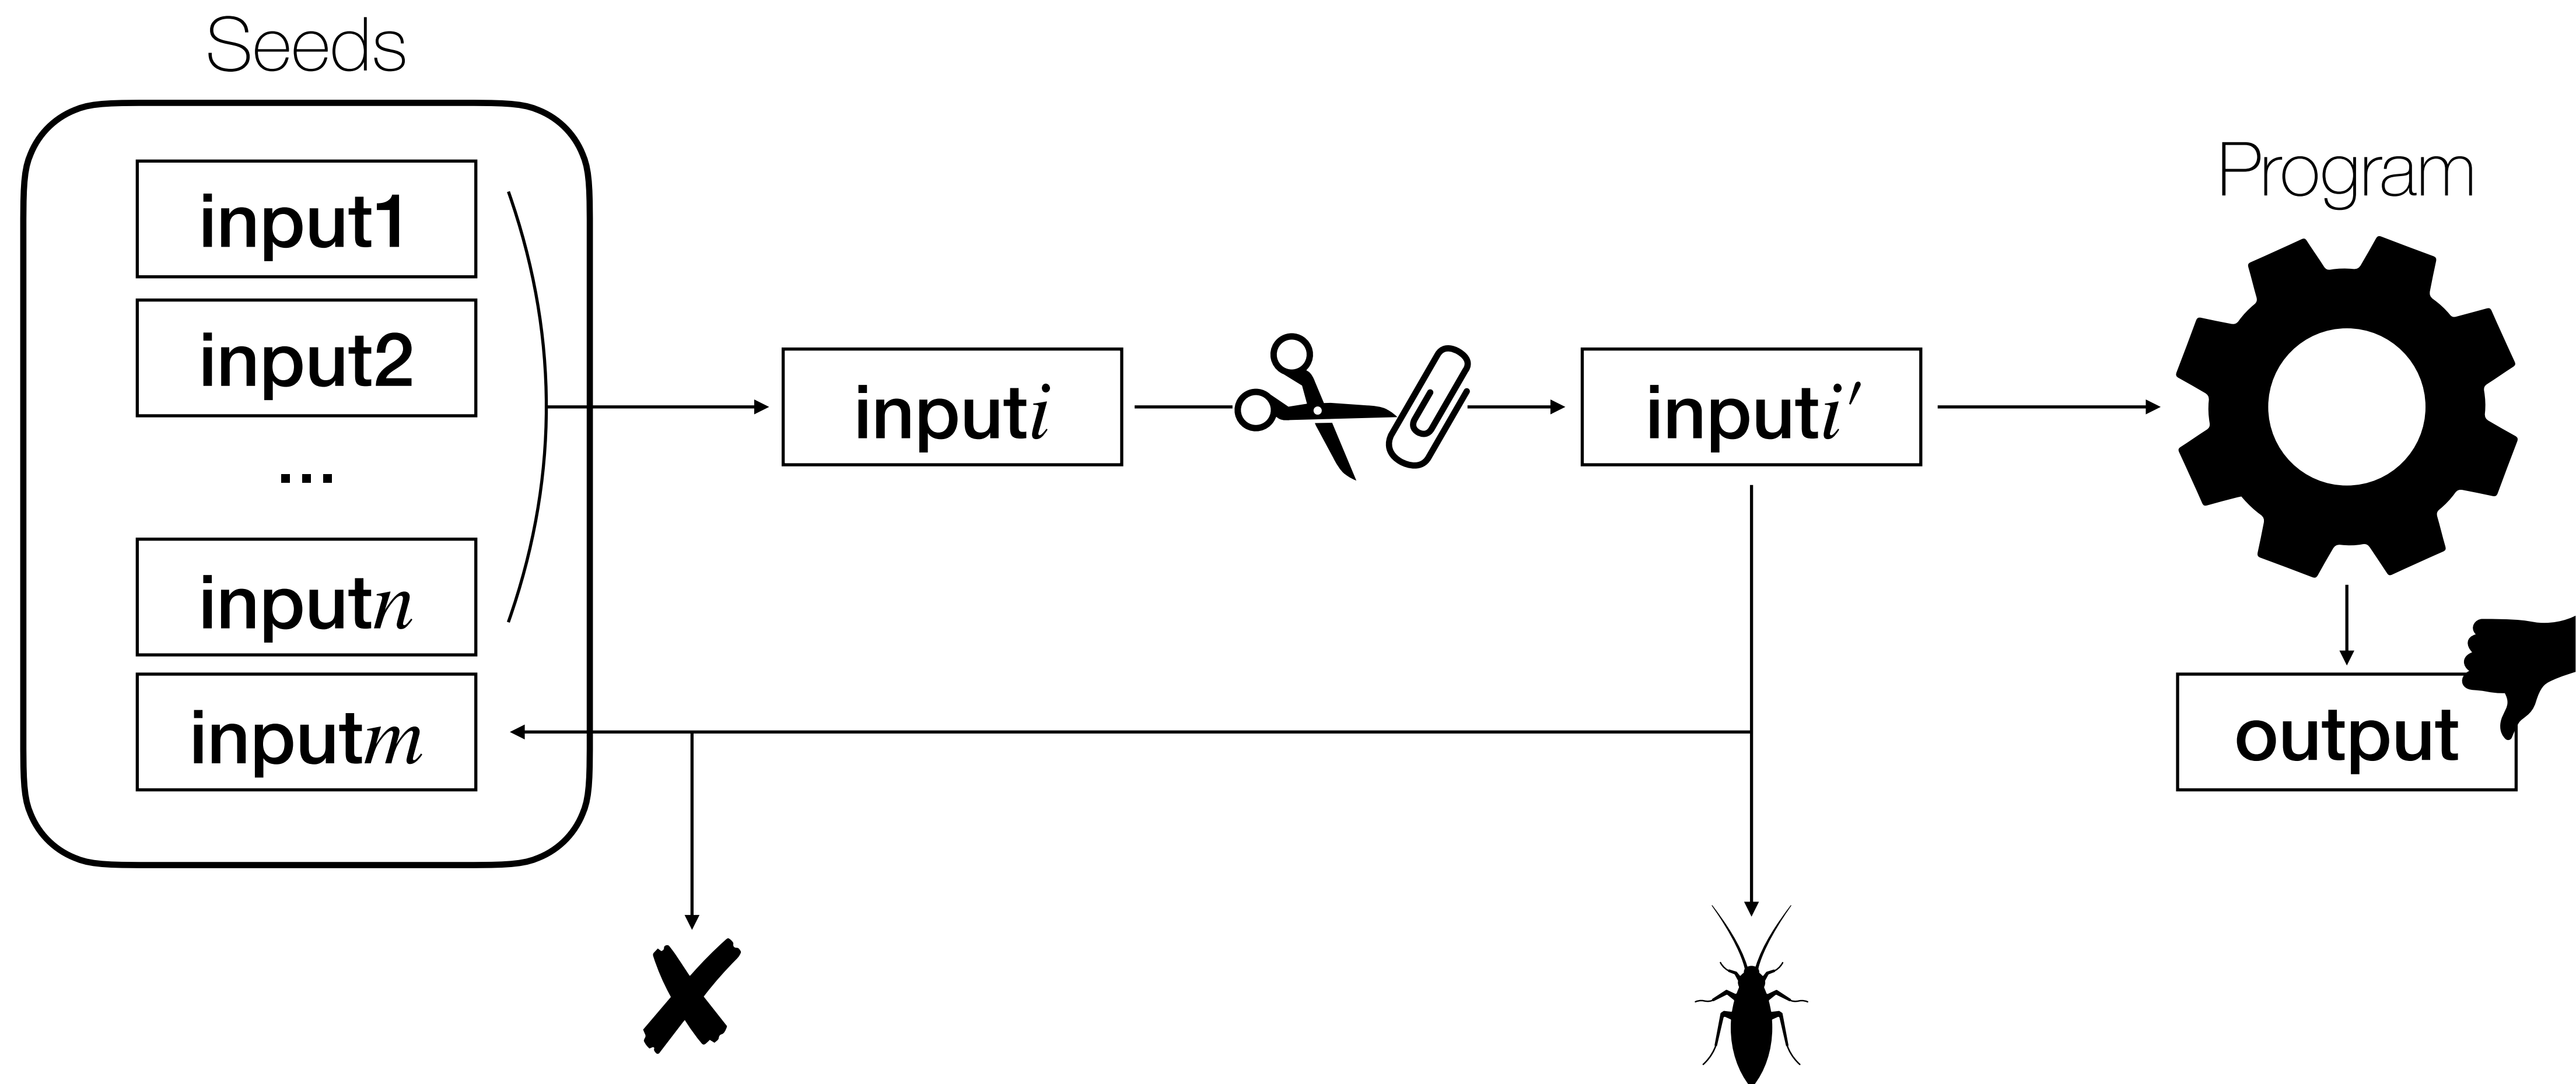 Seeds
input1
input2
...
inputn
inputm
inputi
inputi′
Program
output